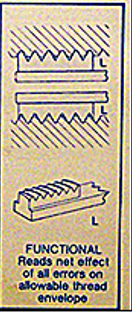 L
L
L
FUNCTIONAL
Reads net effect
of all errors on
allowable thread
envelope